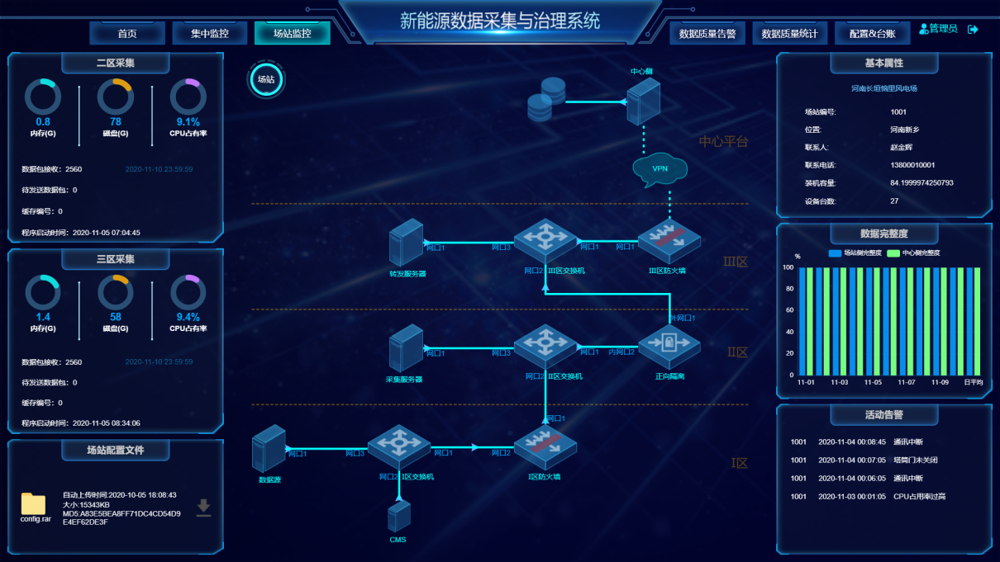 新能源数据采集与治理系统
首页
集中监控
场站监控
数据质量告警
数据质量统计
配置&台账
管理员
二区采集
0.8
78
9.1%
内存(G)
磁盘(G)
CPU占有率
数据包接收：2560
2020-11-10 23:59:59
待发送数据包：0
缓存编号：0
程序启动时间：2020-11-05 07:04:45
三区采集
1.4
58
9.4%
内存(G)
磁盘(G)
CPU占有率
数据包接收：2560
2020-11-10 23:59:59
待发送数据包：0
缓存编号：0
程序启动时间：2020-11-05 08:34:06
场站配置文件
config.rar
自动上传时间:2020-10-05 18:08:43
大小:15343KB
MD5:A83E5BEA8FF71DC4CD54D9
E4EF62DE3F
场站
中心侧
中心平台
VPN
网口1
网口3
网口1
网口1
转发服务器
网口2
III区交换机
III区防火墙
III区
外网口1
网口1
网口3
网口1
内网口2
采集服务器
网口2
II区交换机
正向隔离
II区
网口1
网口1
网口3
网口1
网口2
数据源
网口2
I区交换机
I区防火墙
I区
CMS
基本属性
河南长垣恼里风电场
场站编号:
1001
位置:
河南新乡
联系人:
赵金辉
联系电话:
13800010001
装机容量:
84.1999974250793
设备台数:
27
数据完整度
场站侧完整度
中心侧完整度
%
100
80
60
40
20
0
11-01
11-03
11-05
11-07
11-09
日平均
活动告警
1001 2020-11-04 00:08:45 通讯中断
1001 2020-11-04 00:07:05 塔筒门未关闭
1001 2020-11-04 00:06:05 通讯中断
1001 2020-11-03 00:01:05 CPU占用率过高